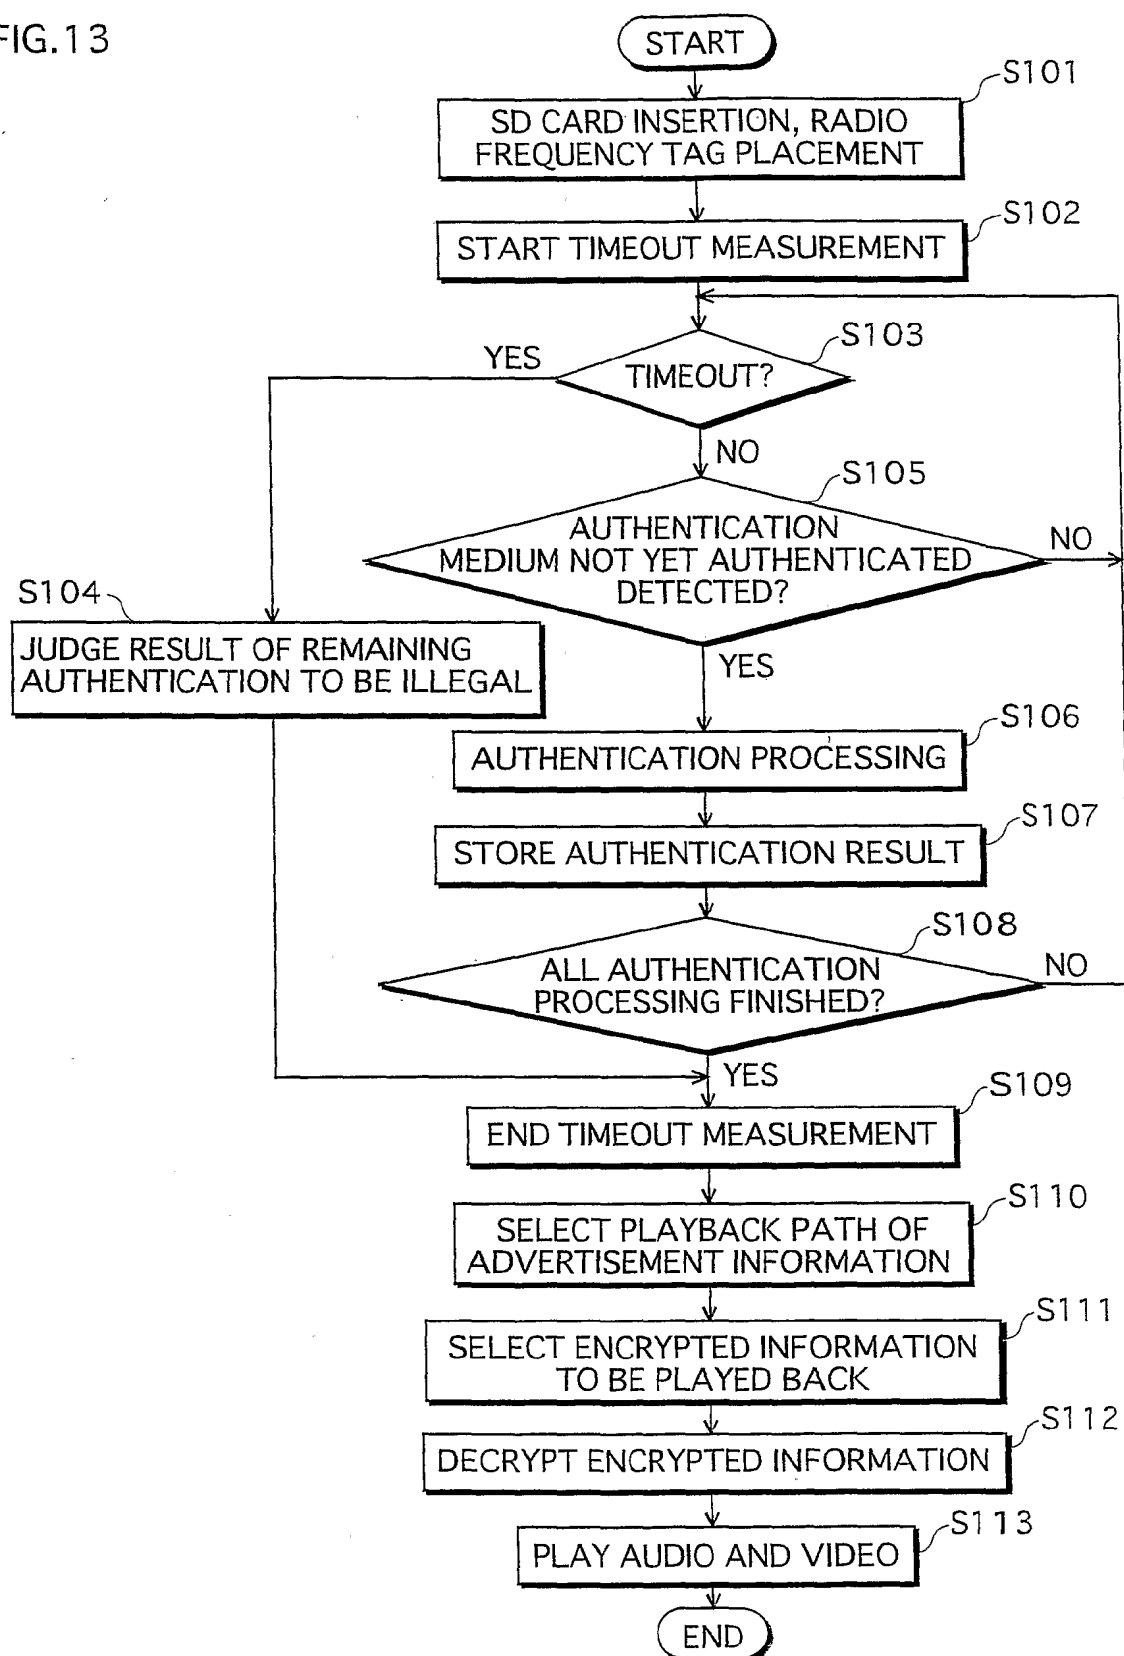 FIG.13
START
S101
SD CARD INSERTION, RADIO
FREQUENCY TAG PLACEMENT
S102
START TIMEOUT MEASUREMENT
S103
YES
TIMEOUT?
NO
S105
AUTHENTICATION
MEDIUM NOT YET AUTHENTICATED
DETECTED?
NO
S104
JUDGE RESULT OF REMAINING
AUTHENTICATION TO BE ILLEGAL
YES
S106
AUTHENTICATION PROCESSING
S107
STORE AUTHENTICATION RESULT
S108
ALL AUTHENTICATION
PROCESSING FINISHED?
NO
YES
S109
END TIMEOUT MEASUREMENT
S110
SELECT PLAYBACK PATH OF
ADVERTISEMENT INFORMATION
S111
SELECT ENCRYPTED INFORMATION
TO BE PLAYED BACK
S112
DECRYPT ENCRYPTED INFORMATION
S113
PLAY AUDIO AND VIDEO
END